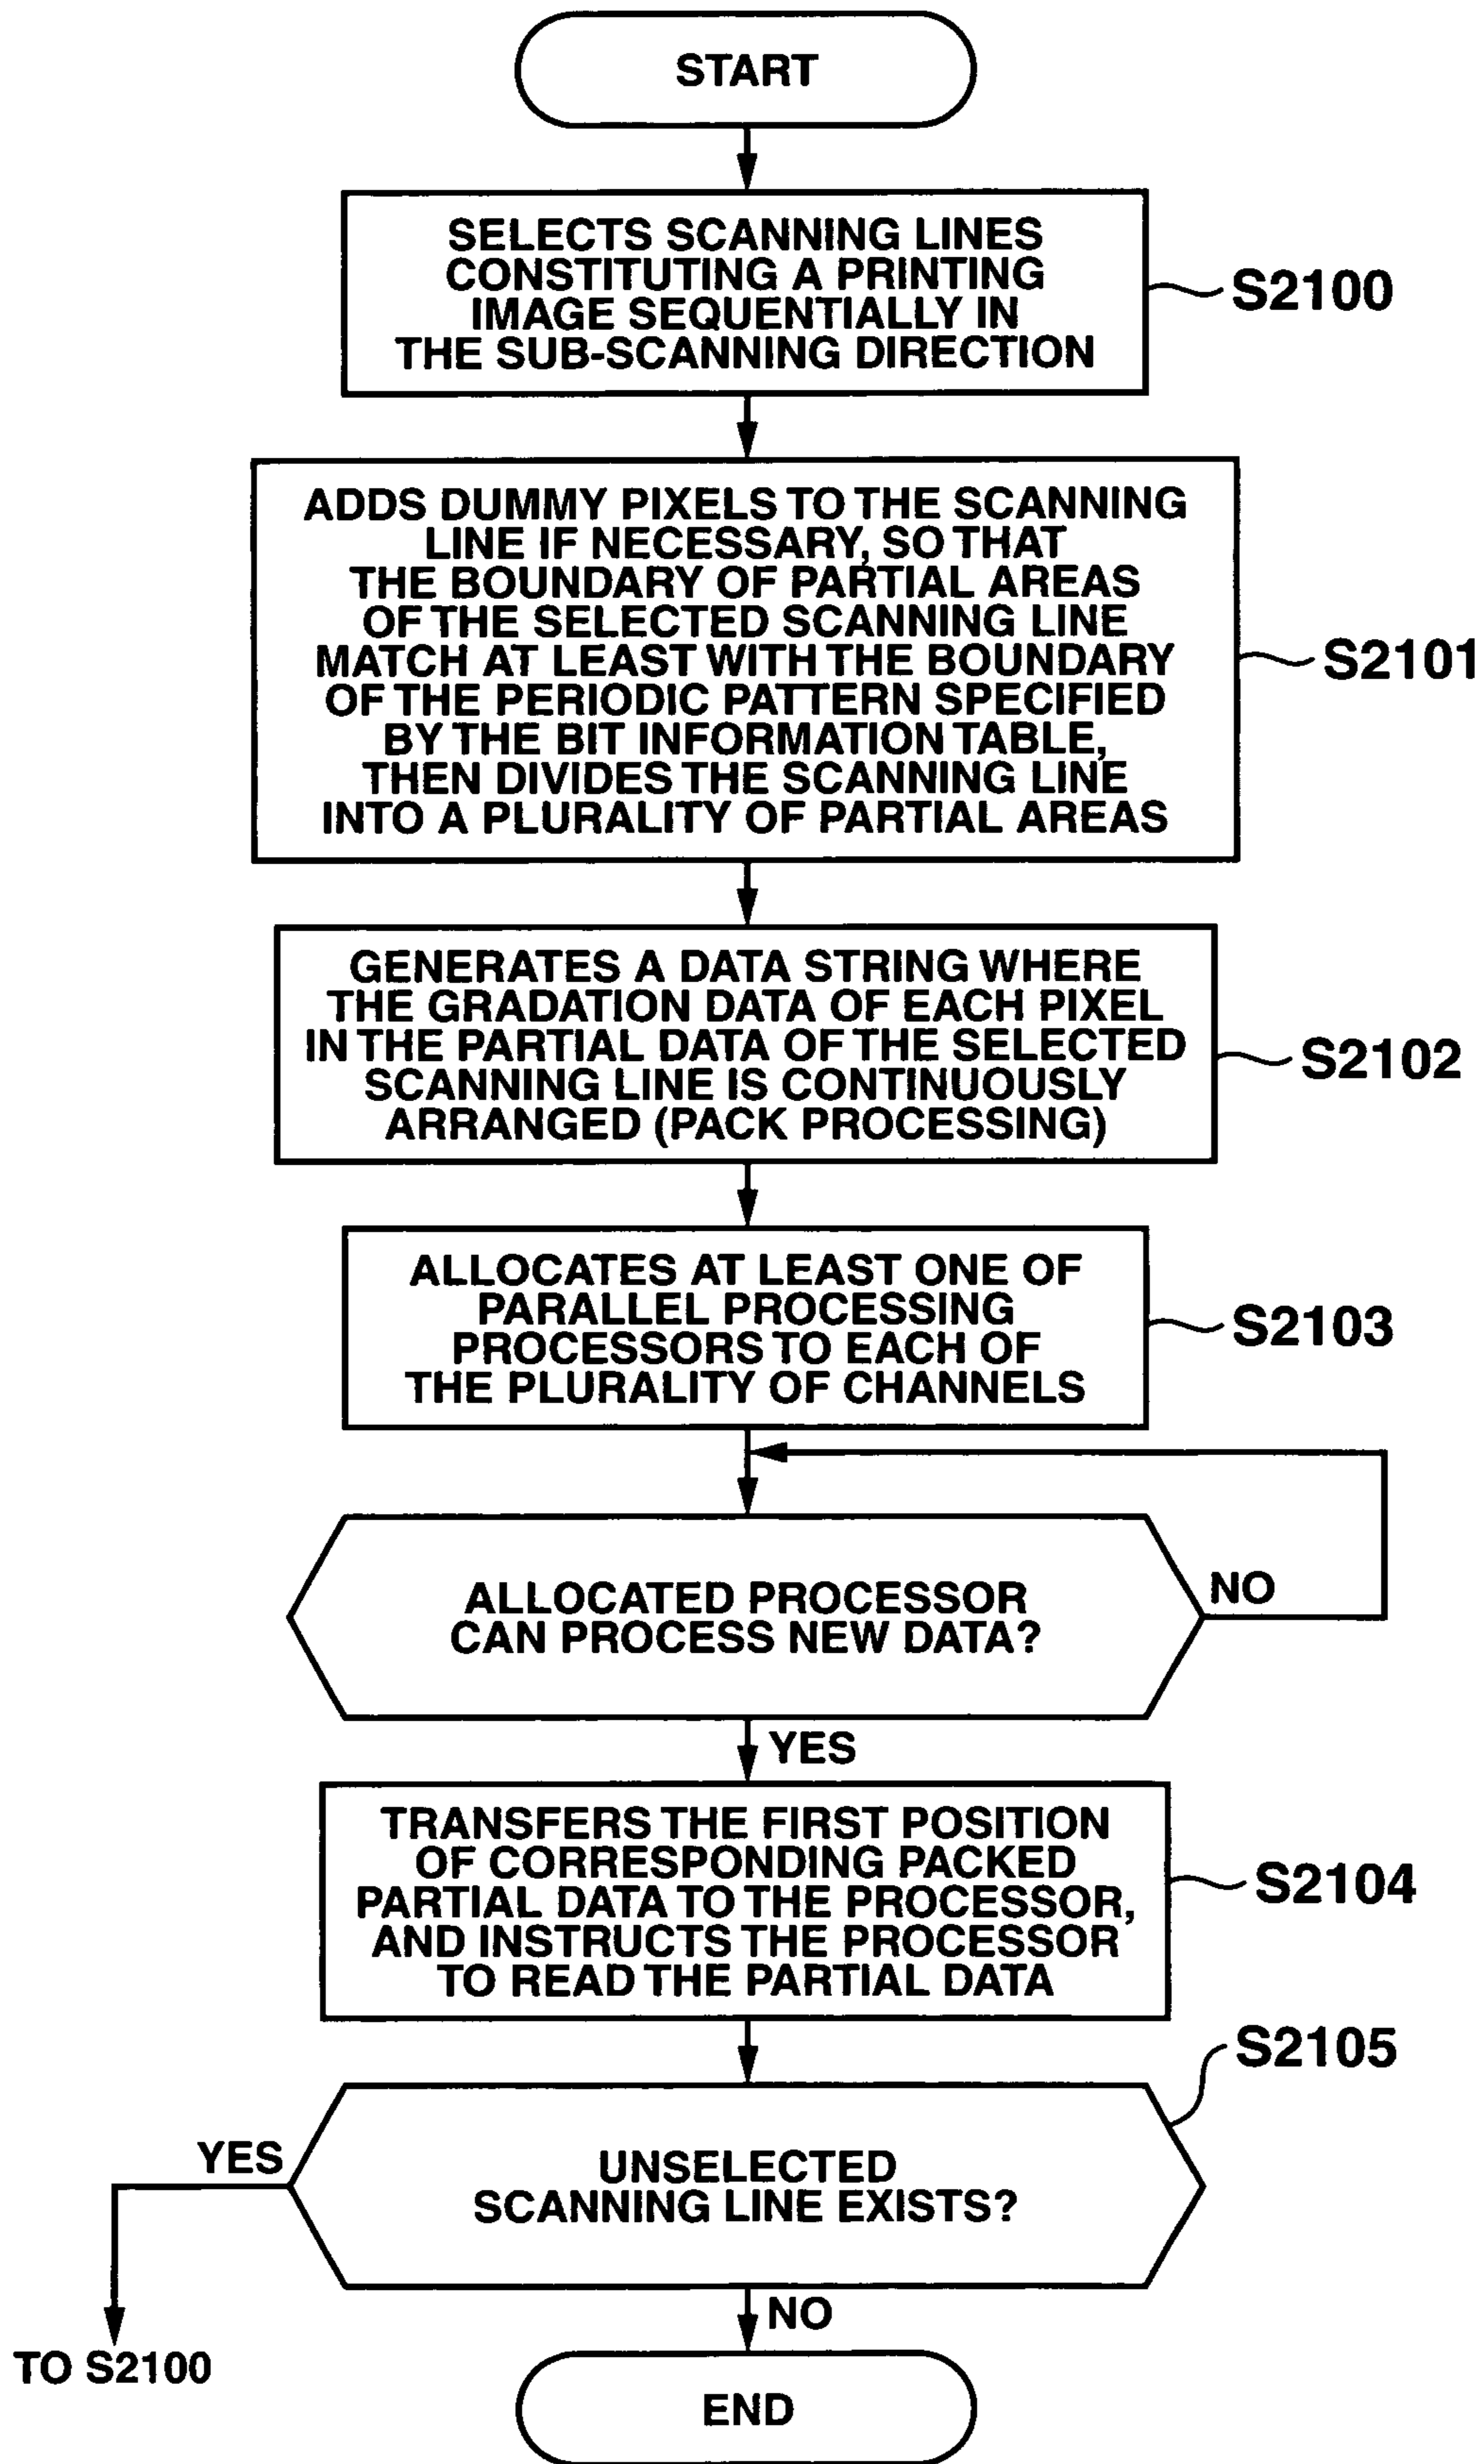 START
SELECTS SCANNING LINES
CONSTITUTING A PRINTING
IMAGE SEQUENTIALLY IN
THE SUB-SCANNING DIRECTION
S2100
ADDS DUMMY PIXELS TO THE SCANNING
LINE IF NECESSARY, SO THAT
THE BOUNDARY OF PARTIAL AREAS
OF THE SELECTED SCANNING LINE
MATCH AT LEAST WITH THE BOUNDARY
OF THE PERIODIC PATTERN SPECIFIED
BY THE BIT INFORMATION TABLE,
THEN DIVIDES THE SCANNING LINE
INTO A PLURALITY OF PARTIAL AREAS
S2101
GENERATES A DATA STRING WHERE
THE GRADATION DATA OF EACH PIXEL
IN THE PARTIAL DATA OF THE SELECTED
SCANNING LINE IS CONTINUOUSLY
ARRANGED (PACK PROCESSING)
S2102
ALLOCATES AT LEAST ONE OF
PARALLEL PROCESSING
PROCESSORS TO EACH OF
THE PLURALITY OF CHANNELS
S2103
ALLOCATED PROCESSOR
CAN PROCESS NEW DATA?
NO
YES
TRANSFERS THE FIRST POSITION
OF CORRESPONDING PACKED
PARTIAL DATA TO THE PROCESSOR,
AND INSTRUCTS THE PROCESSOR
TO READ THE PARTIAL DATA
S2104
S2105
YES
UNSELECTED
SCANNING LINE EXISTS?
NO
TO S2100
END